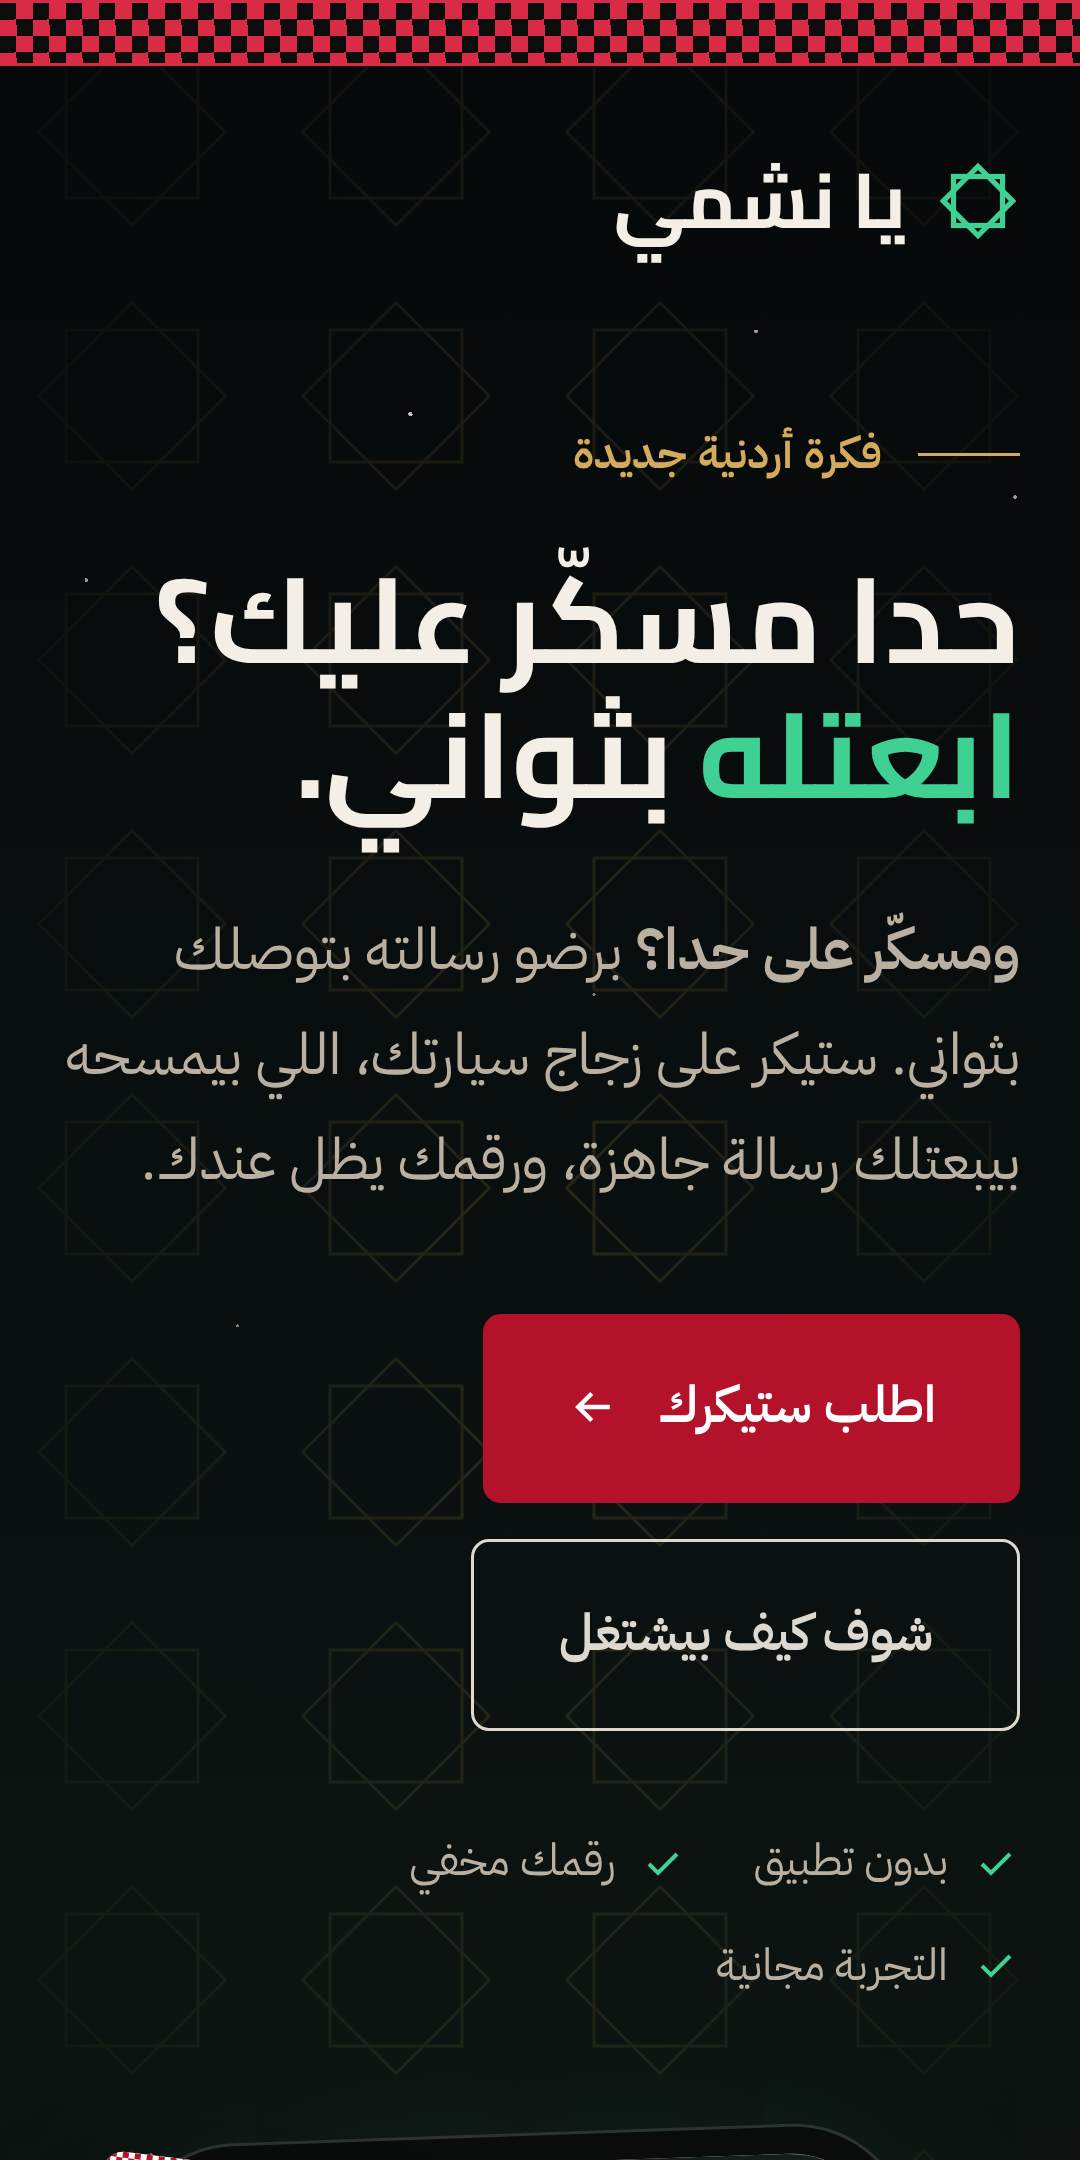 يا نشمي
فكرة أردنية جديدة
حدا مسكّر عليك؟
ابعتله بثواني.
ومسكّر على حدا؟ برضو رسالته بتوصلك
بثواني. ستيكر على زجاج سيارتك، اللي بيمسحه
بيبعتلك رسالة جاهزة، ورقمك يظل عندك.
اطلب ستيكرك ←
شوف كيف بيشتغل
بدون تطبيق
رقمك مخفي
التجربة مجانية